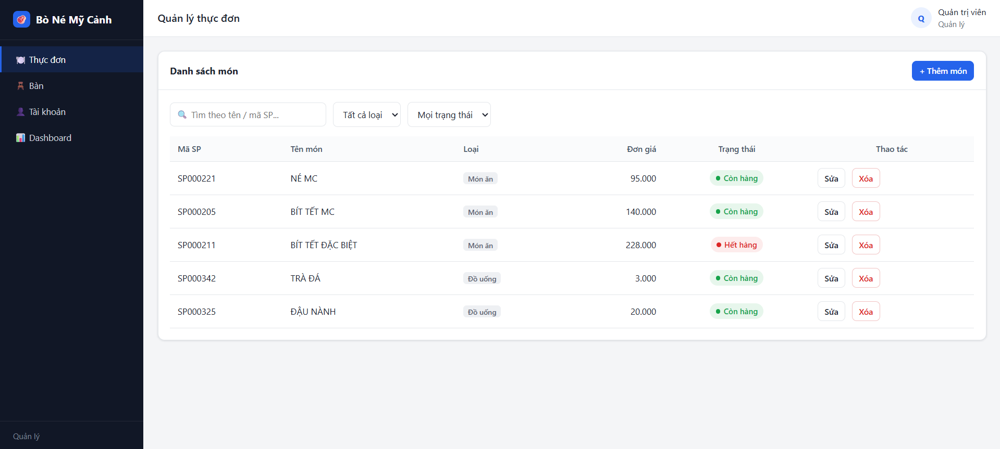 Bò Né Mỹ Cảnh
Thực đơn
Bàn
Tài khoản
Dashboard
Quản lý
Quản lý thực đơn
Q
Quản trị viên
Quản lý
Danh sách món
+ Thêm món
Tìm theo tên / mã SP...
Tất cả loại
Mọi trạng thái
Mã SP Tên món Loại Đơn giá Trạng thái Thao tác
SP000221 NÉ MC Món ăn 95.000 Còn hàng Sửa Xóa
SP000205 BÍT TẾT MC Món ăn 140.000 Còn hàng Sửa Xóa
SP000211 BÍT TẾT ĐẶC BIỆT Món ăn 228.000 Hết hàng Sửa Xóa
SP000342 TRÀ ĐÁ Đồ uống 3.000 Còn hàng Sửa Xóa
SP000325 ĐẬU NÀNH Đồ uống 20.000 Còn hàng Sửa Xóa